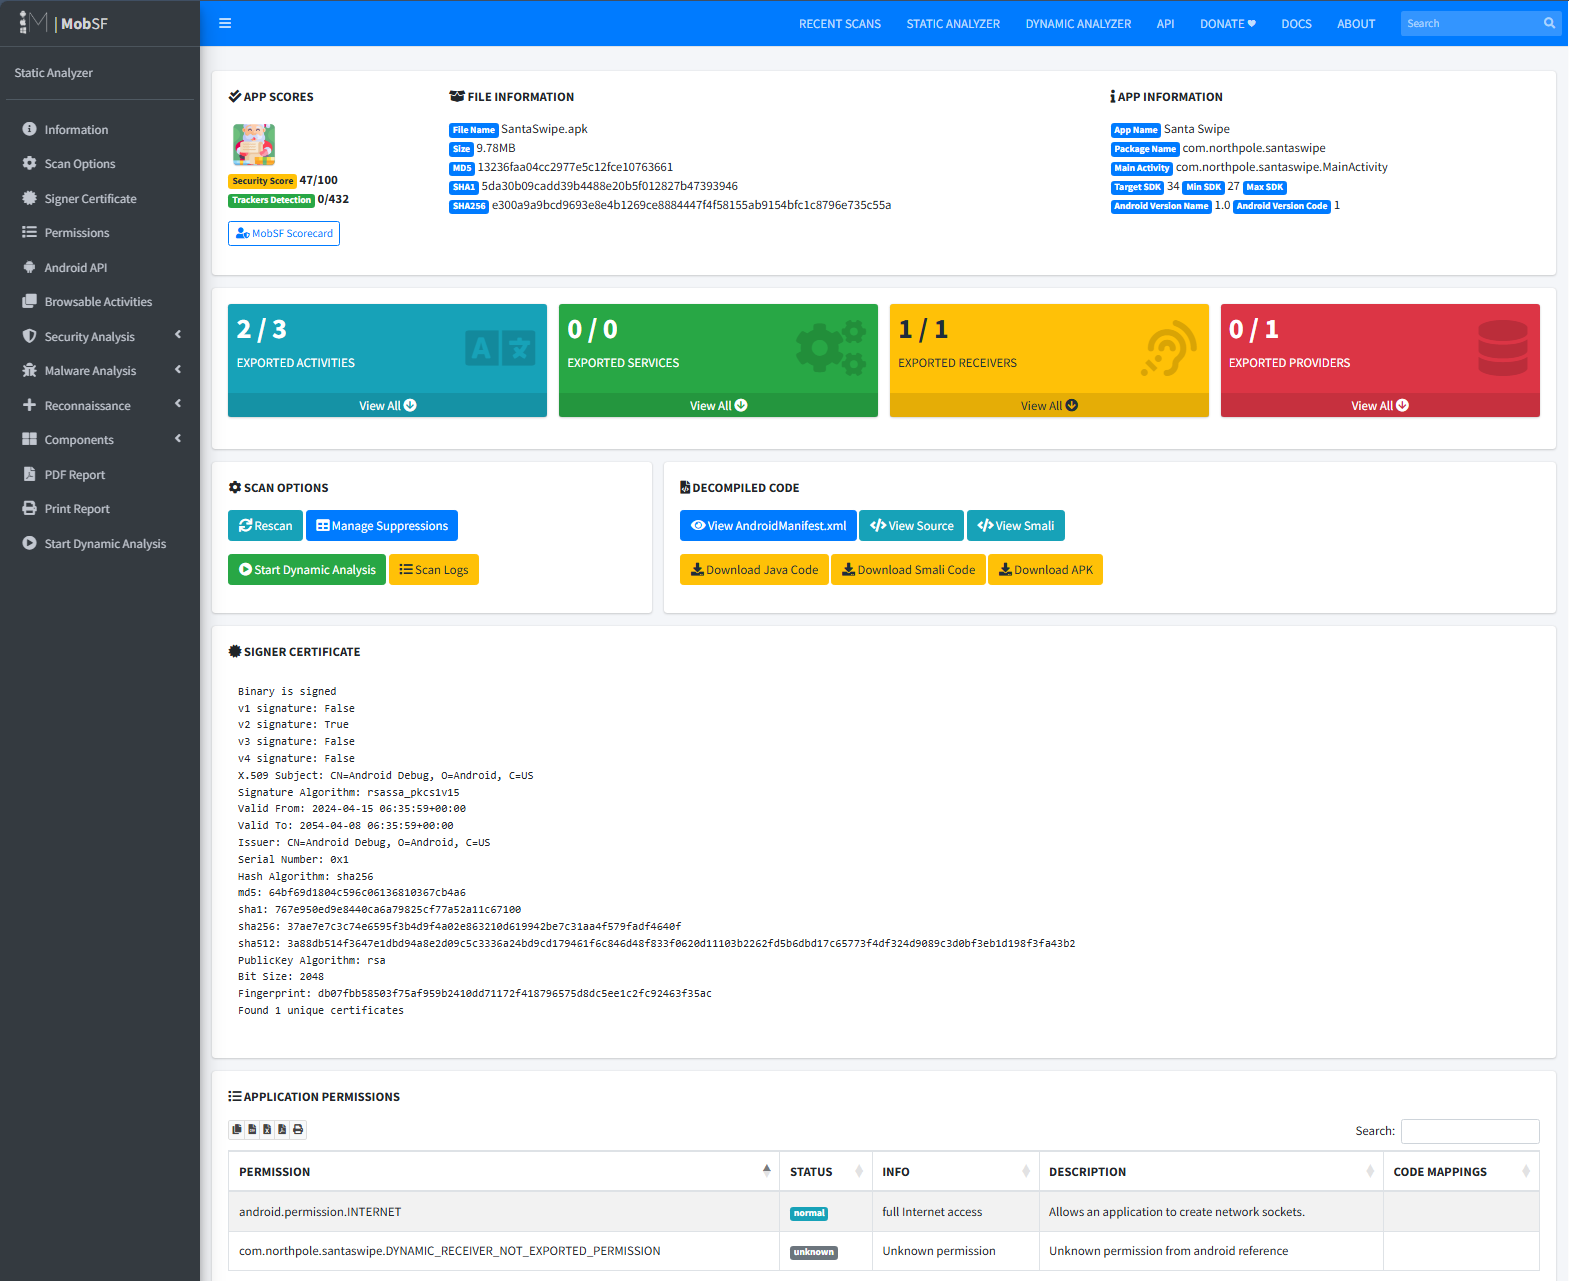 MobSF
RECENT SCANS STATIC ANALYZER DYNAMIC ANALYZER API DONATE ♥ DOCS ABOUT Search
Static Analyzer
Information
Scan Options
Signer Certificate
Permissions
Android API
Browsable Activities
Security Analysis
Malware Analysis
Reconnaissance
Components
PDF Report
Print Report
Start Dynamic Analysis
APP SCORES
Security Score 47/100
Trackers Detection 0/432
MobSF Scorecard
FILE INFORMATION
File Name SantaSwipe.apk
Size 9.78MB
MD5 13236faa04cc2977e5c12fce10763661
SHA1 5da30b09cadd39b4488e20b5f012827b47393946
SHA256 e300a9a9bcd9693e8e4b1269ce8884447f4f58155ab9154bfc1c8796e735c55a
APP INFORMATION
App Name Santa Swipe
Package Name com.northpole.santaswipe
Main Activity com.northpole.santaswipe.MainActivity
Target SDK 34 Min SDK 27 Max SDK
Android Version Name 1.0 Android Version Code 1
2 / 3
EXPORTED ACTIVITIES
View All
0 / 0
EXPORTED SERVICES
View All
1 / 1
EXPORTED RECEIVERS
View All
0 / 1
EXPORTED PROVIDERS
View All
SCAN OPTIONS
Rescan Manage Suppressions
Start Dynamic Analysis Scan Logs
DECOMPILED CODE
View AndroidManifest.xml View Source View Smali
Download Java Code Download Smali Code Download APK
SIGNER CERTIFICATE
Binary is signed
v1 signature: False
v2 signature: True
v3 signature: False
v4 signature: False
X.509 Subject: CN=Android Debug, O=Android, C=US
Signature Algorithm: rsassa_pkcs1v15
Valid From: 2024-04-15 06:35:59+00:00
Valid To: 2054-04-08 06:35:59+00:00
Issuer: CN=Android Debug, O=Android, C=US
Serial Number: 0x1
Hash Algorithm: sha256
md5: 64bf69d1804c596c06136810367cb4a6
sha1: 767e950ed9e8440ca6a79825cf77a52a11c67100
sha256: 37ae7e7c3c74e6595f3b4d9f4a02e863210d619942be7c31aa4f579fadf4640f
sha512: 3a88db514f3647e1dbd94a8e2d09c5c3336a24bd9cd179461f6c846d48f833f0620d11103b2262fd5b6dbd17c65773f4df324d9089c3d0bf3eb1d198f3fa43b2
PublicKey Algorithm: rsa
Bit Size: 2048
Fingerprint: db07fbb58503f75af959b2410dd71172f418796575d8dc5ee1c2fc92463f35ac
Found 1 unique certificates
APPLICATION PERMISSIONS
Search:
PERMISSION STATUS INFO DESCRIPTION CODE MAPPINGS
android.permission.INTERNET normal full Internet access Allows an application to create network sockets.
com.northpole.santaswipe.DYNAMIC_RECEIVER_NOT_EXPORTED_PERMISSION unknown Unknown permission Unknown permission from android reference